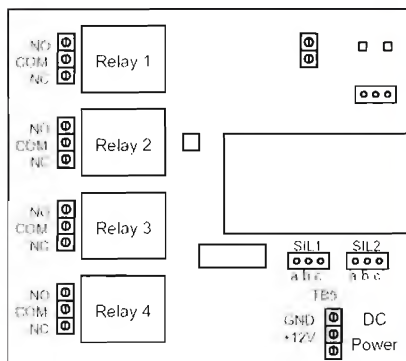 NO
COM
NC
Relay 1
NO
COM
NC
Relay 2
NO
COM
NC
Relay 3
NO
COM
NC
Relay 4
SIL1
SIL2
a b c
a b c
TB9
GND
+12V
DC
Power